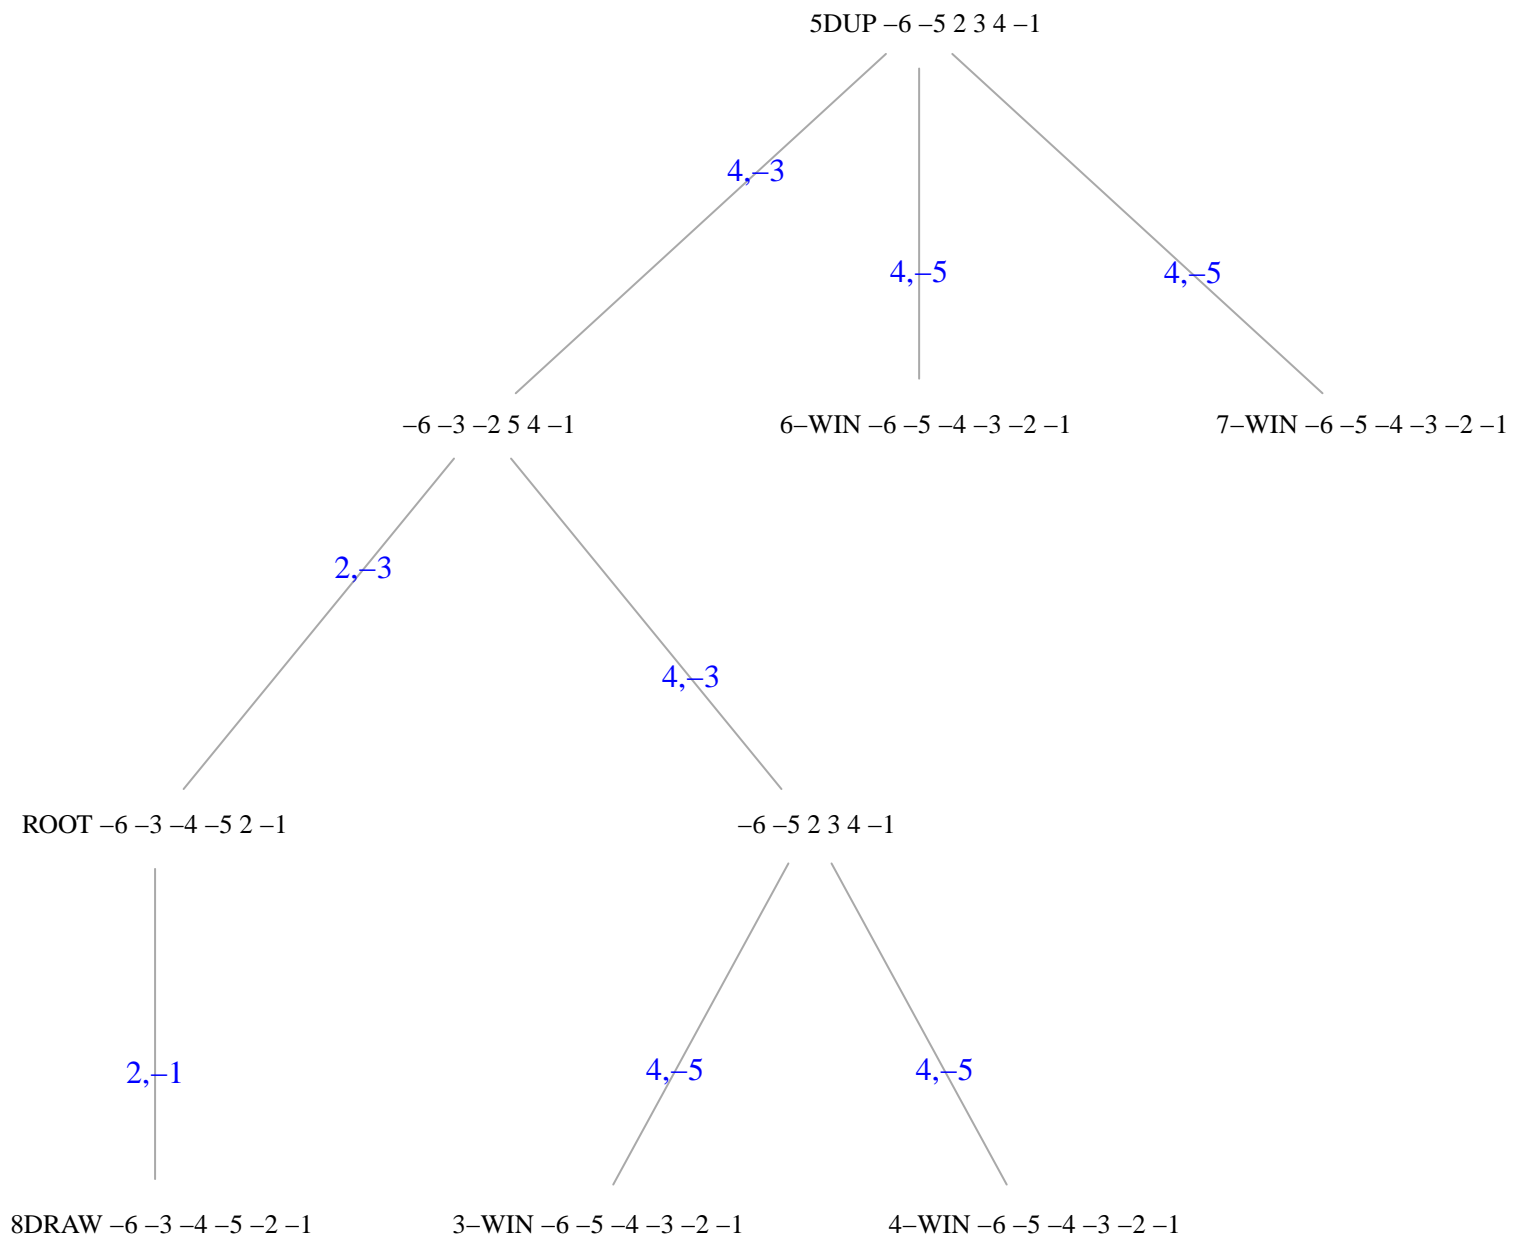 5DUP −6 −5 2 3 4 −1
4,−3
4,−5
4,−5
−6 −3 −2 5 4 −1
6−WIN −6 −5 −4 −3 −2 −1
7−WIN −6 −5 −4 −3 −2 −1
2,−3
4,−3
ROOT −6 −3 −4 −5 2 −1
−6 −5 2 3 4 −1
2,−1
4,−5
4,−5
8DRAW −6 −3 −4 −5 −2 −1
3−WIN −6 −5 −4 −3 −2 −1
4−WIN −6 −5 −4 −3 −2 −1